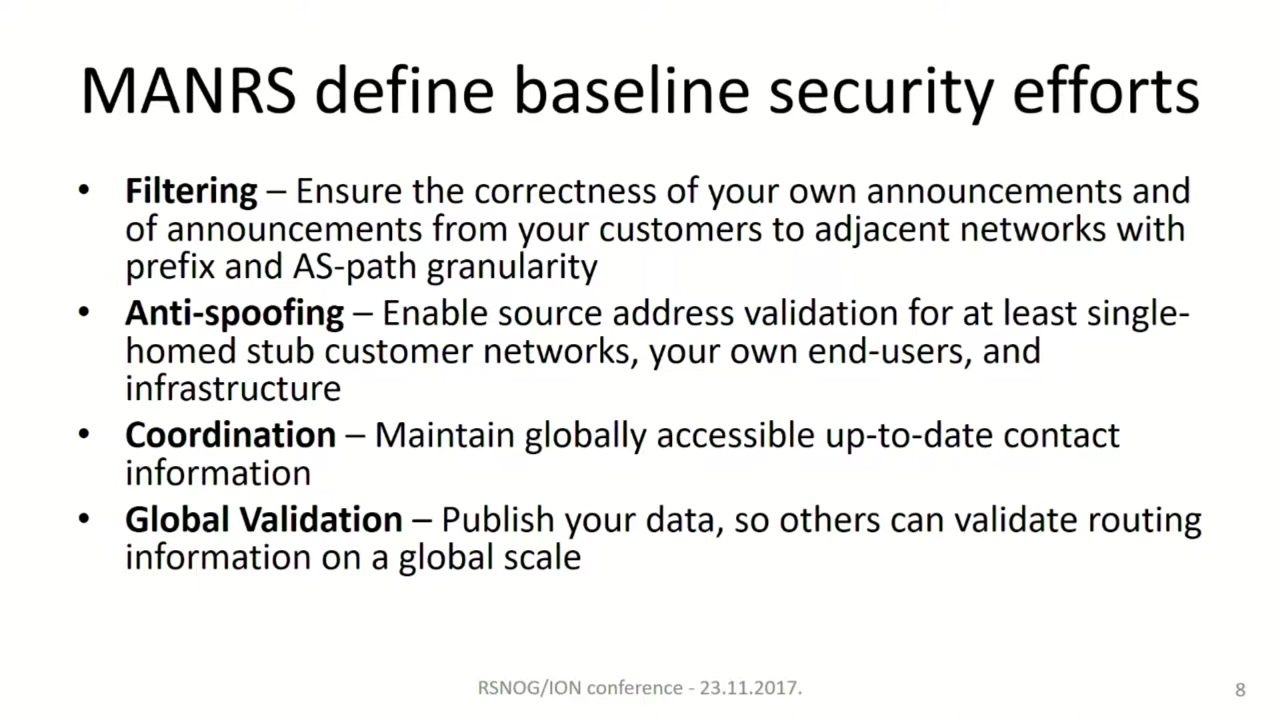 MANRS define baseline security efforts
• Filtering – Ensure the correctness of your own announcements and
of announcements from your customers to adjacent networks with
prefix and AS-path granularity
• Anti-spoofing – Enable source address validation for at least single-
homed stub customer networks, your own end-users, and
infrastructure
• Coordination – Maintain globally accessible up-to-date contact
information
• Global Validation – Publish your data, so others can validate routing
information on a global scale
RSNOG/ION conference - 23.11.2017.
8